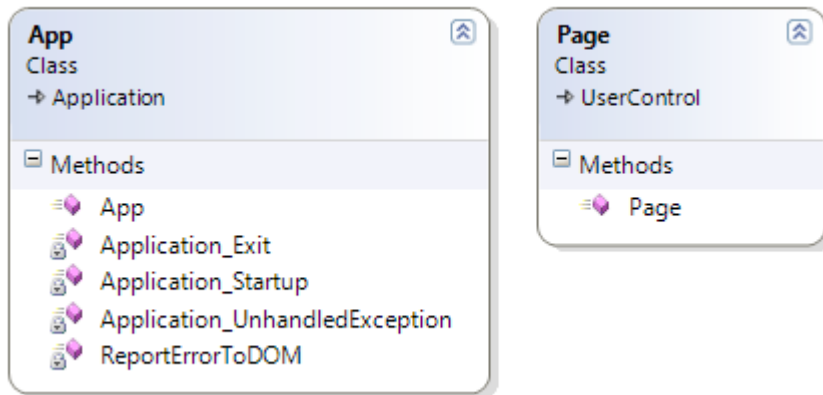 App
Class
Application
Methods
App
Application_Exit
Application_Startup
Application_UnhandledException
ReportErrorToDOM
Page
Class
UserControl
Methods
Page